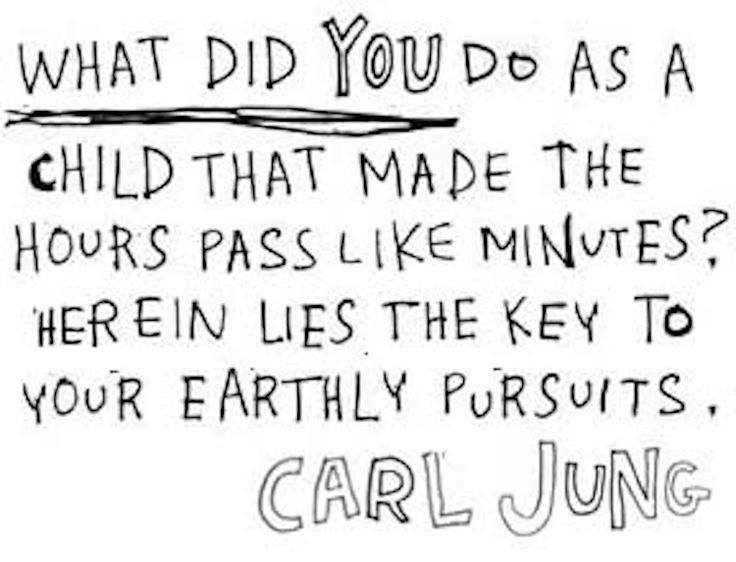 WHAT DID YOU DO AS A
CHILD THAT MADE THE
HOURS PASS LIKE MINUTES?
HEREIN LIES THE KEY TO
YOUR EARTHLY PURSUITS.
CARL JUNG